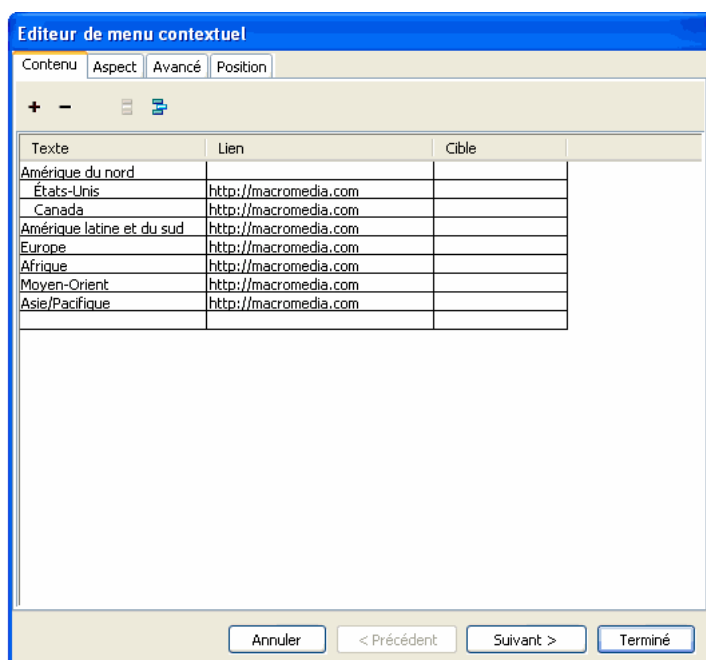 Editeur de menu contextuel
Contenu Aspect Avancé Position
Texte Lien Cible
Amérique du nord
États-Unis http://macromedia.com
Canada http://macromedia.com
Amérique latine et du sud http://macromedia.com
Europe http://macromedia.com
Afrique http://macromedia.com
Moyen-Orient http://macromedia.com
Asie/Pacifique http://macromedia.com
Annuler < Précédent Suivant > Terminé